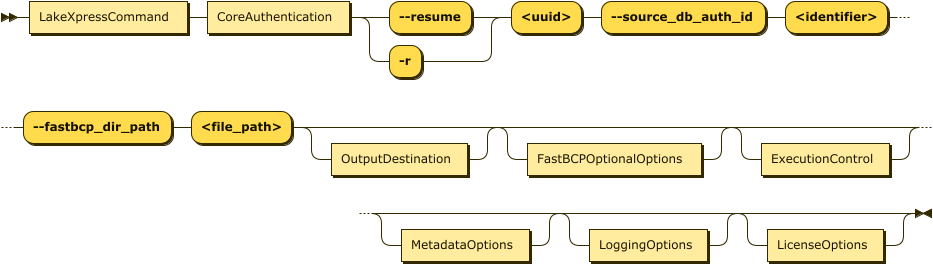 LakeXpressCommand CoreAuthentication --resume <uuid> --source_db_auth_id <identifier>
-r
--fastbcp_dir_path <file_path>
OutputDestination FastBCPOptionalOptions ExecutionControl
MetadataOptions LoggingOptions LicenseOptions